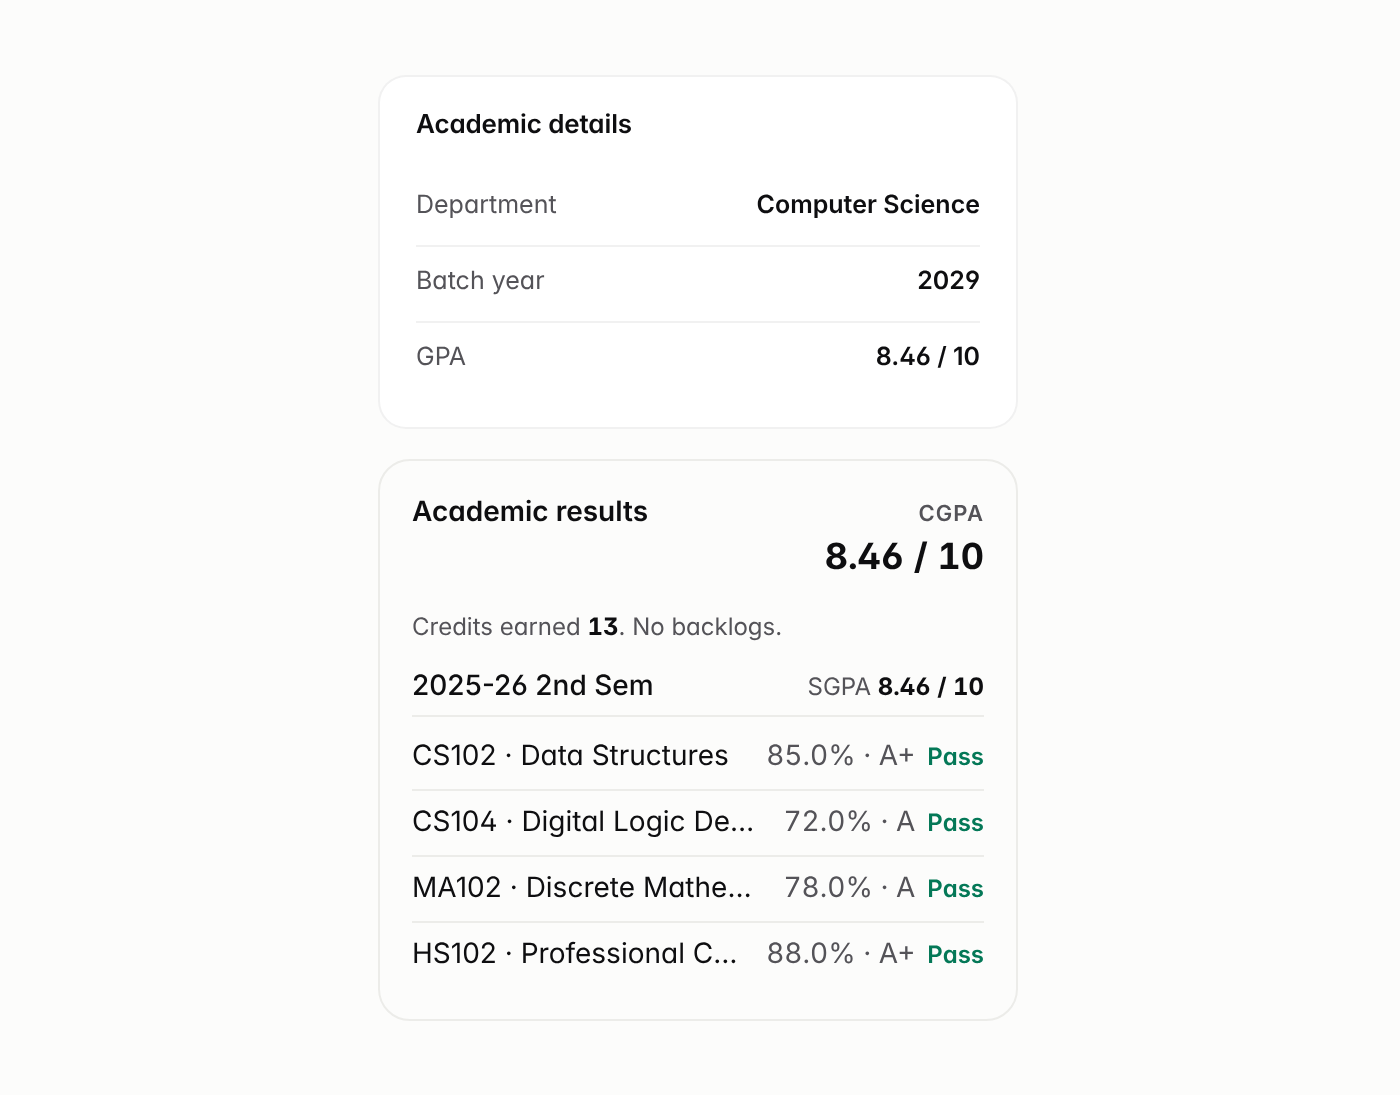 Academic details
Department Computer Science
Batch year 2029
GPA 8.46 / 10
Academic results CGPA
8.46 / 10
Credits earned 13. No backlogs.
2025-26 2nd Sem SGPA 8.46 / 10
CS102 · Data Structures 85.0% · A+ Pass
CS104 · Digital Logic De... 72.0% · A Pass
MA102 · Discrete Mathe... 78.0% · A Pass
HS102 · Professional C... 88.0% · A+ Pass